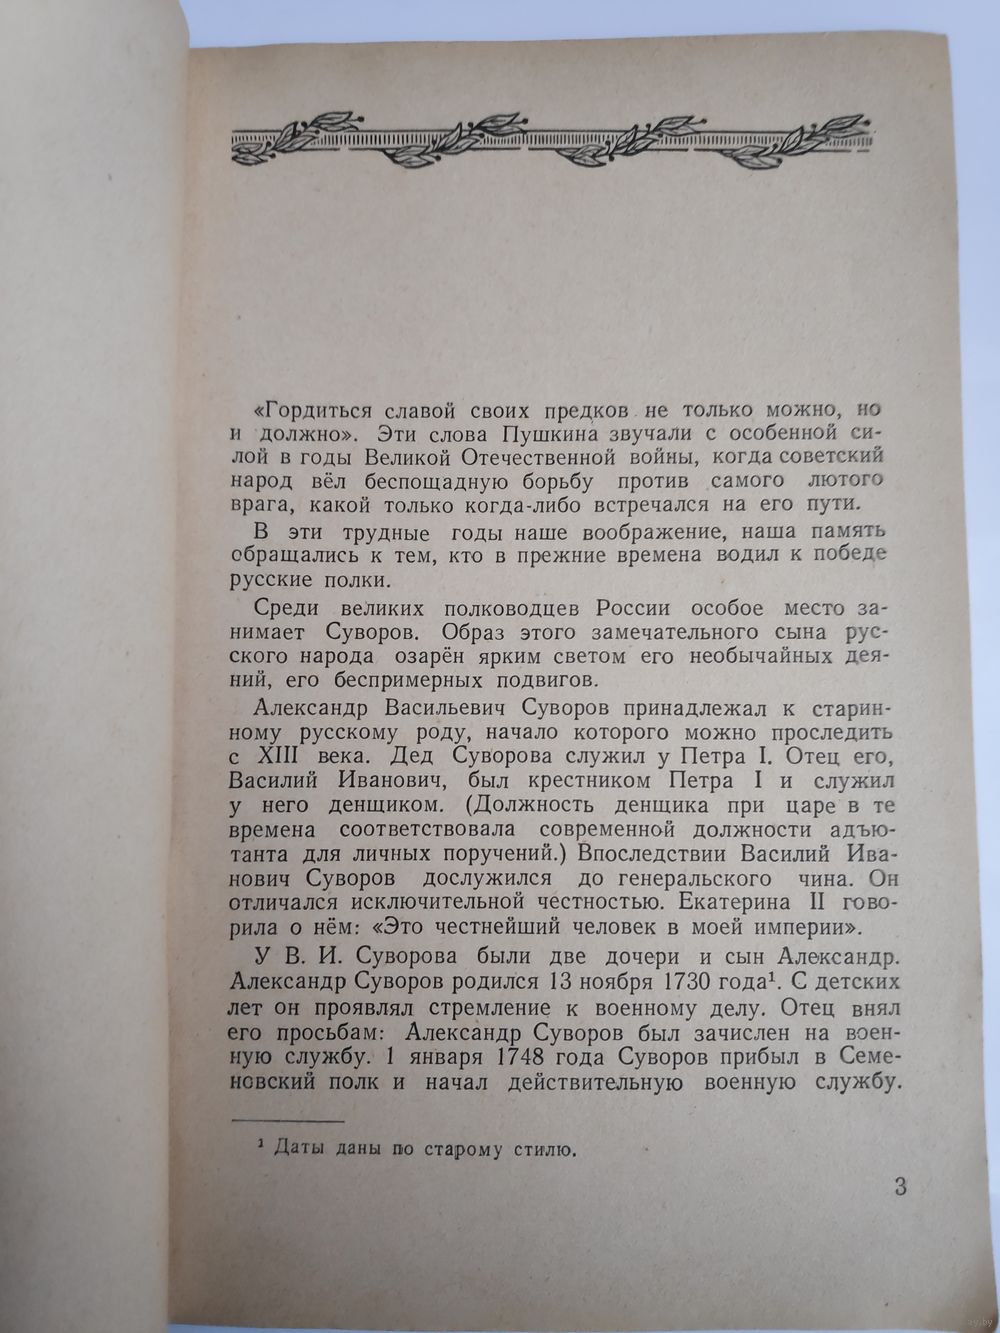 «Гордиться славой своих предков не только можно, но
и должно». Эти слова Пушкина звучали с особенной си-
лой в годы Великой Отечественной войны, когда советский
народ вёл беспощадную борьбу против самого лютого
врага, какой только когда-либо встречался на его пути.
В эти трудные годы наше воображение, наша память
обращались к тем, кто в прежние времена водил к победе
русские полки.
Среди великих полководцев России особое место за-
нимает Суворов. Образ этого замечательного сына рус-
ского народа озарён ярким светом его необычайных дея-
ний, его беспримерных подвигов.
Александр Васильевич Суворов принадлежал к старин-
ному русскому роду, начало которого можно проследить
с XIII века. Дед Суворова служил у Петра I. Отец его,
Василий Иванович, был крестником Петра I и служил
у него денщиком. (Должность денщика при царе в те
времена соответствовала современной должности адъю-
танта для личных поручений.) Впоследствии Василий Ива-
нович Суворов дослужился до генеральского чина. Он
отличался исключительной честностью. Екатерина II гово-
рила о нём: «Это честнейший человек в моей империи».
У В. И. Суворова были две дочери и сын Александр.
Александр Суворов родился 13 ноября 1730 года¹. С детских
лет он проявлял стремление к военному делу. Отец внял
его просьбам: Александр Суворов был зачислен на воен-
ную службу. 1 января 1748 года Суворов прибыл в Семе-
новский полк и начал действительную военную службу.
¹ Даты даны по старому стилю.
3
ay.by